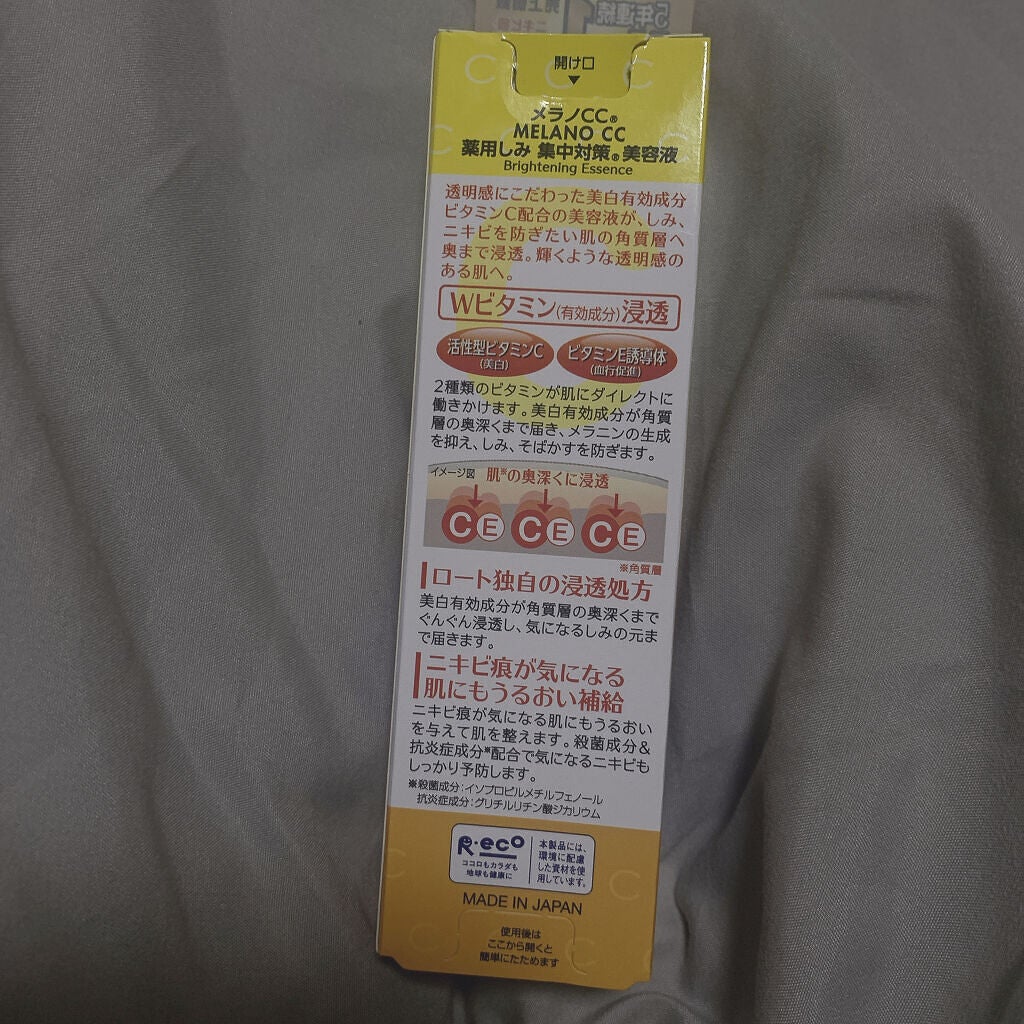 5年連続
開け口
メラノCC®
MELANO CC
薬用しみ 集中対策® 美容液
Brightening Essence
透明感にこだわった美白有効成分
ビタミンC配合の美容液が、しみ、
ニキビを防ぎたい肌の角質層へ
奥まで浸透。輝くような透明感の
ある肌へ。
Wビタミン(有効成分)浸透
活性型ビタミンC
(美白)
ビタミンE誘導体
(血行促進)
2種類のビタミンが肌にダイレクトに
働きかけます。美白有効成分が角質
層の奥深くまで届き、メラニンの生成
を抑え、しみ、そばかすを防ぎます。
イメージ図 肌※の奥深くに浸透
C E C E C E
※角質層
ロート独自の浸透処方
美白有効成分が角質層の奥深くまで
ぐんぐん浸透し、気になるしみの元ま
で届きます。
ニキビ痕が気になる
肌にもうるおい補給
ニキビ痕が気になる肌にもうるおい
を与えて肌を整えます。殺菌成分&
抗炎症成分※配合で気になるニキビも
しっかり予防します。
※殺菌成分:イソプロピルメチルフェノール
抗炎症成分:グリチルリチン酸ジカリウム
R・eco
ココロもカラダも
地球も健康に
本製品には、
環境に配慮
した資材を使
用しています。
MADE IN JAPAN
使用後は
ここから開くと
簡単にたためます